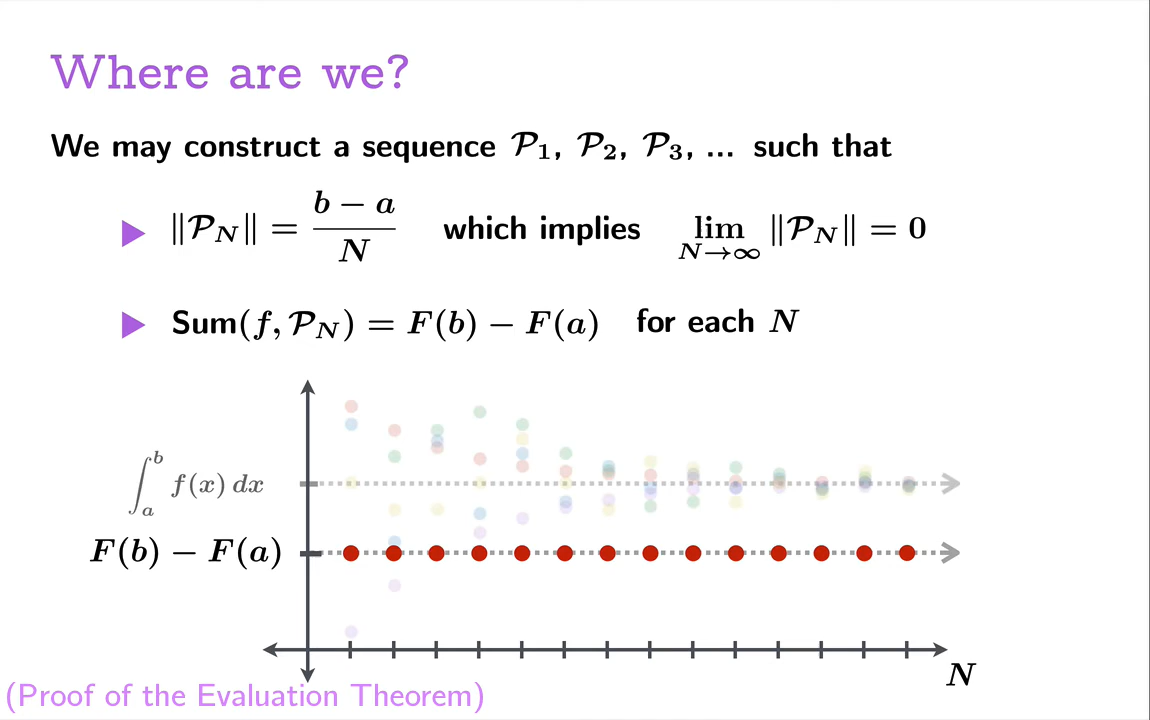 Where are we?
We may construct a sequence 𝒫₁, 𝒫₂, 𝒫₃, ... such that
▶ ‖𝒫_N‖ = (b − a)/N which implies lim_{N→∞} ‖𝒫_N‖ = 0
▶ Sum(f, 𝒫_N) = F(b) − F(a) for each N
∫_a^b f(x) dx
F(b) − F(a)
N
(Proof of the Evaluation Theorem)